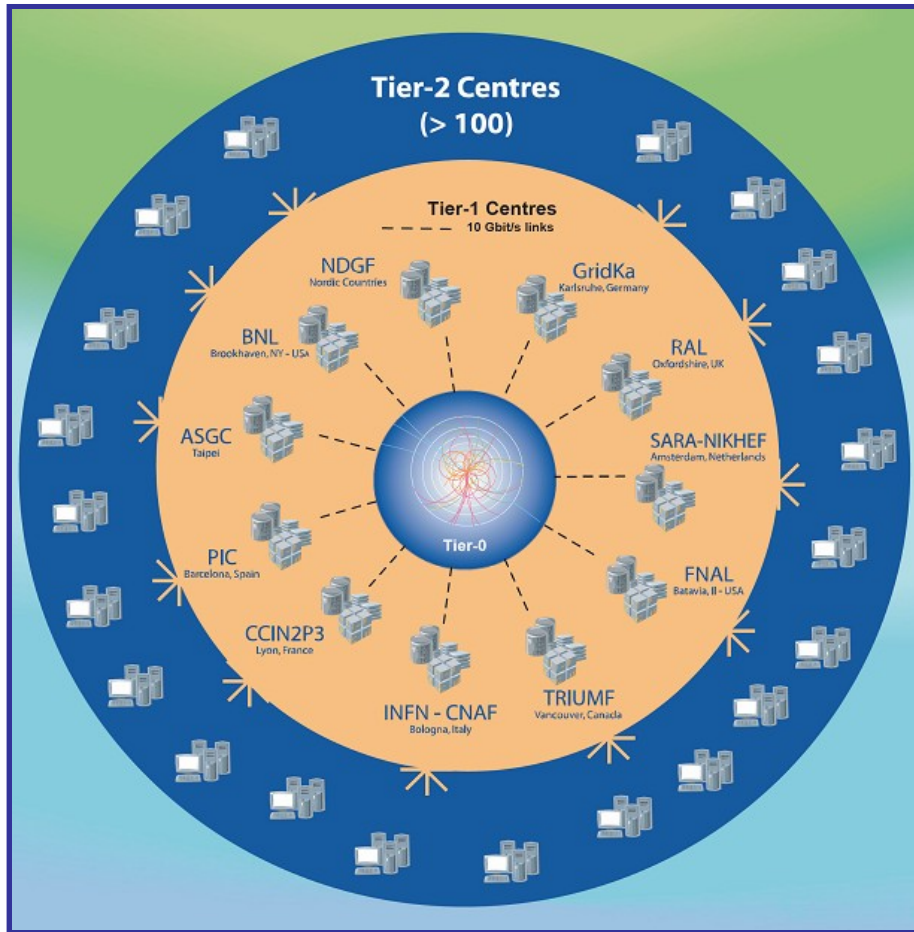 Tier-2 Centres
(> 100)
Tier-1 Centres
10 Gbit/s links
NDGF
Nordic Countries
GridKa
Karlsruhe, Germany
BNL
Brookhaven, NY - USA
RAL
Oxfordshire, UK
ASGC
Taipei
SARA-NIKHEF
Amsterdam, Netherlands
Tier-0
PIC
Barcelona, Spain
FNAL
Batavia, Il - USA
CCIN2P3
Lyon, France
TRIUMF
Vancouver, Canada
INFN - CNAF
Bologna, Italy